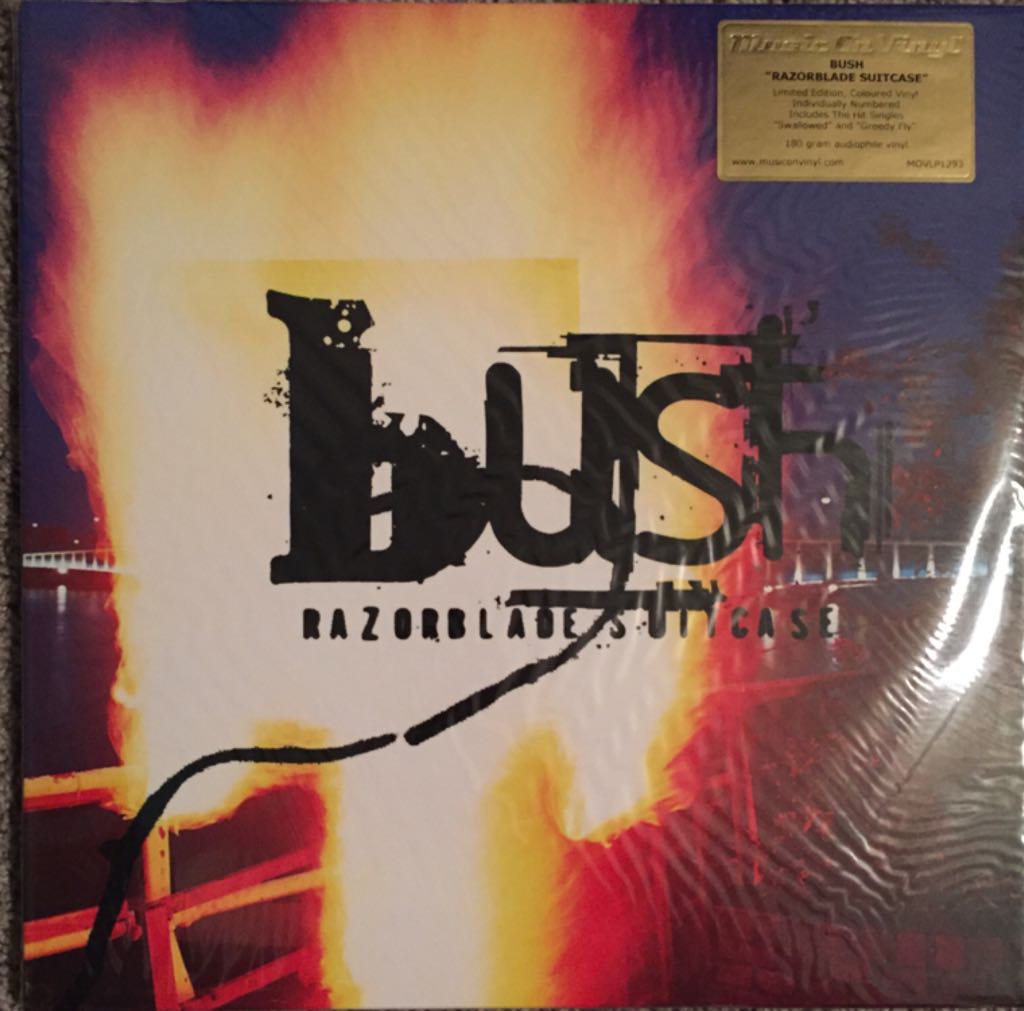 Music On Vinyl
BUSH
"RAZORBLADE SUITCASE"
Limited Edition, Coloured Vinyl
Individually Numbered
Includes The Hit Singles
"Swallowed" and "Greedy Fly"
180 gram audiophile vinyl
www.musiconvinyl.com MOVLP1293
bush
RAZORBLADE SUITCASE